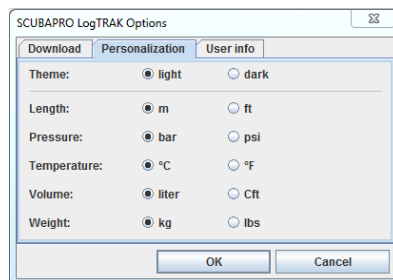 SCUBAPRO LogTRAK Options
Download Personalization User info
Theme: light dark
Length: m ft
Pressure: bar psi
Temperature: °C °F
Volume: liter Cft
Weight: kg lbs
OK Cancel